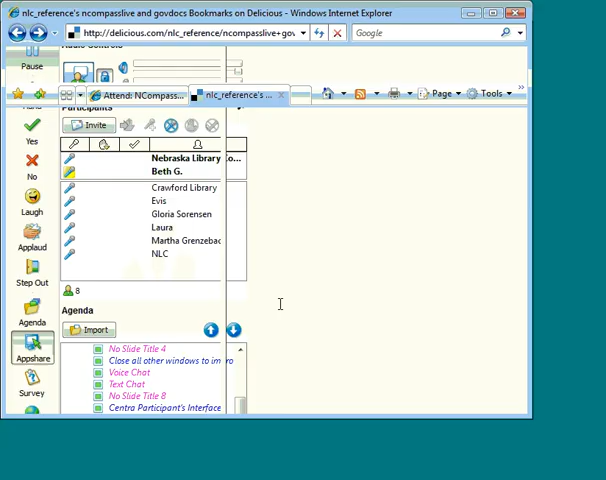 nlc_reference's ncompasslive and govdocs Bookmarks on Delicious - Windows Internet Explorer
http://delicious.com/nlc_reference/ncompasslive+gov
Google
Pause
Attend: NCompass...
nlc_reference's ...
Page
Tools
Participants
Invite
Yes
No
Laugh
Applaud
Step Out
Agenda
Appshare
Survey
Nebraska Library Co...
Beth G.
Crawford Library
Evis
Gloria Sorensen
Laura
Martha Grenzebac
NLC
8
Agenda
Import
No Slide Title 4
Close all other windows to im ro
Voice Chat
Text Chat
No Slide Title 8
Centra Participant's Interface